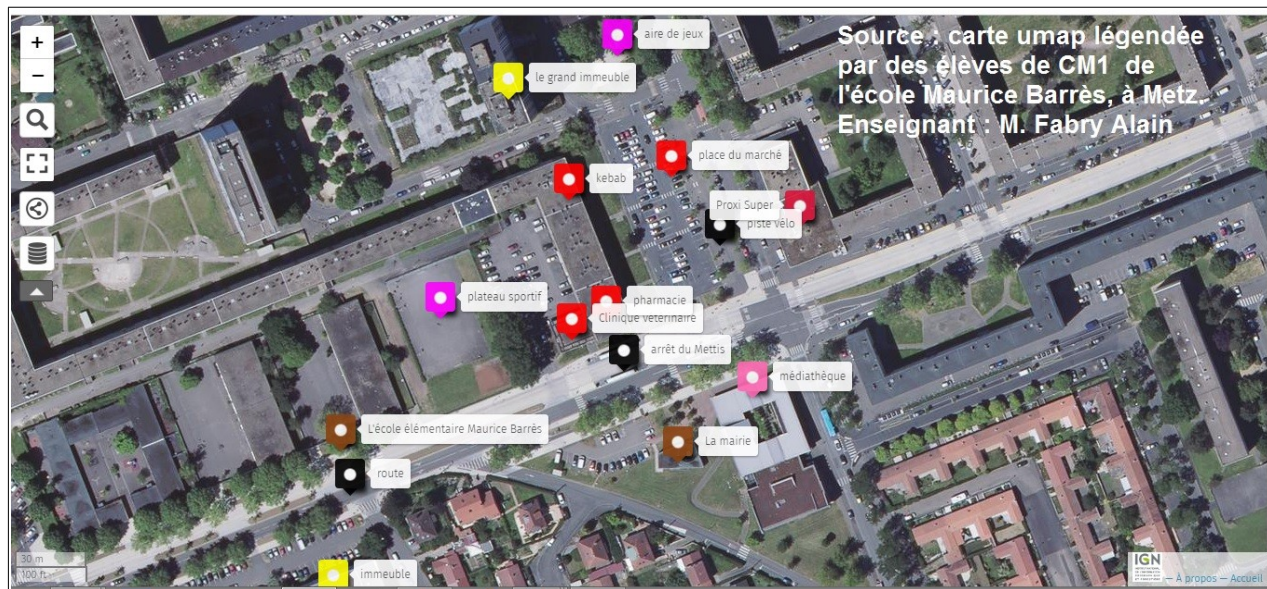 +
aire de jeux
Source : carte umap légendée
par des élèves de CM1 de
l'école Maurice Barrès, à Metz.
Enseignant : M. Fabry Alain
−
le grand immeuble
place du marché
kebab
Proxi Super
piste vélo
plateau sportif
pharmacie
Clinique veterinaire
arrêt du Mettis
médiathèque
L'école élémentaire Maurice Barrès
La mairie
route
30 m
100 ft
immeuble
IGN
— À propos — Accueil